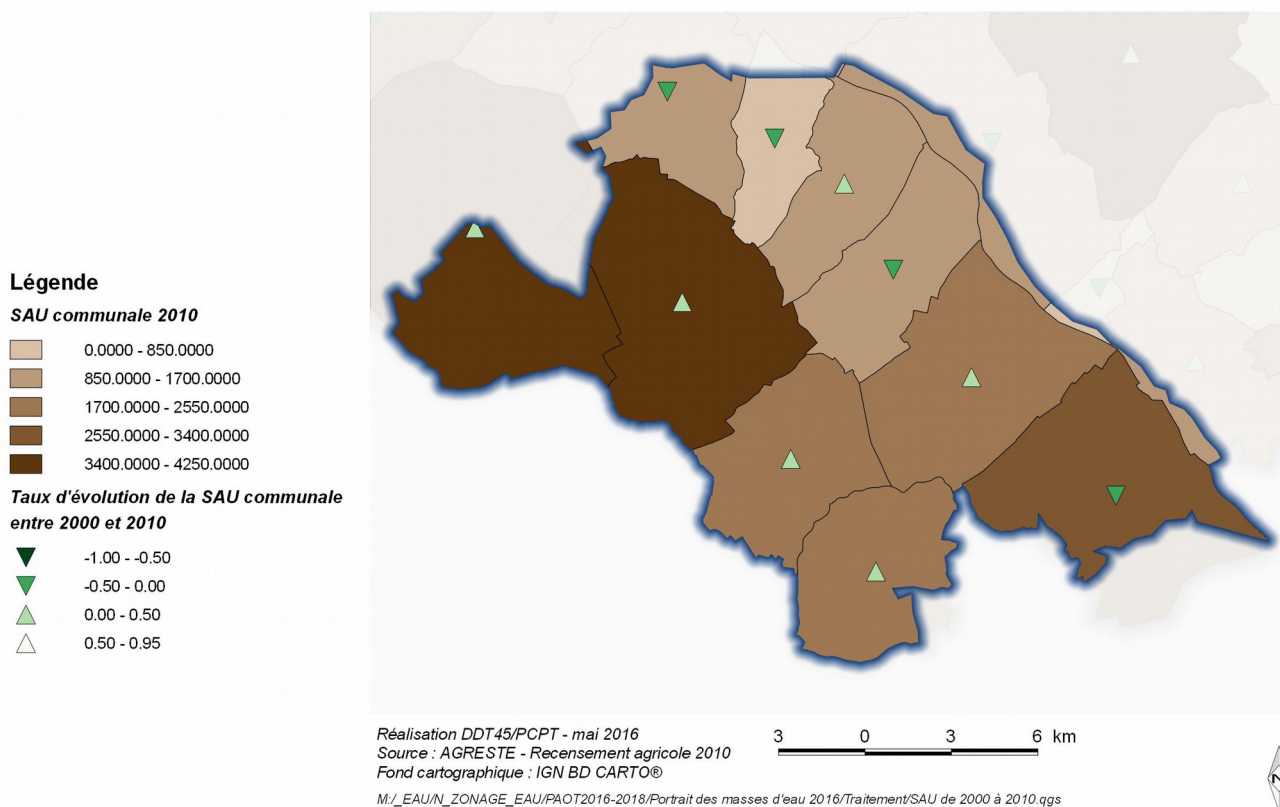 Légende
SAU communale 2010
0.0000 - 850.0000
850.0000 - 1700.0000
1700.0000 - 2550.0000
2550.0000 - 3400.0000
3400.0000 - 4250.0000
Taux d'évolution de la SAU communale
entre 2000 et 2010
-1.00 - -0.50
-0.50 - 0.00
0.00 - 0.50
0.50 - 0.95
Réalisation DDT45/PCPT - mai 2016
Source : AGRESTE - Recensement agricole 2010
Fond cartographique : IGN BD CARTO®
3 0 3 6 km
M:/_EAU/N_ZONAGE_EAU/PAOT2016-2018/Portrait des masses d'eau 2016/Traitement/SAU de 2000 à 2010.qgs